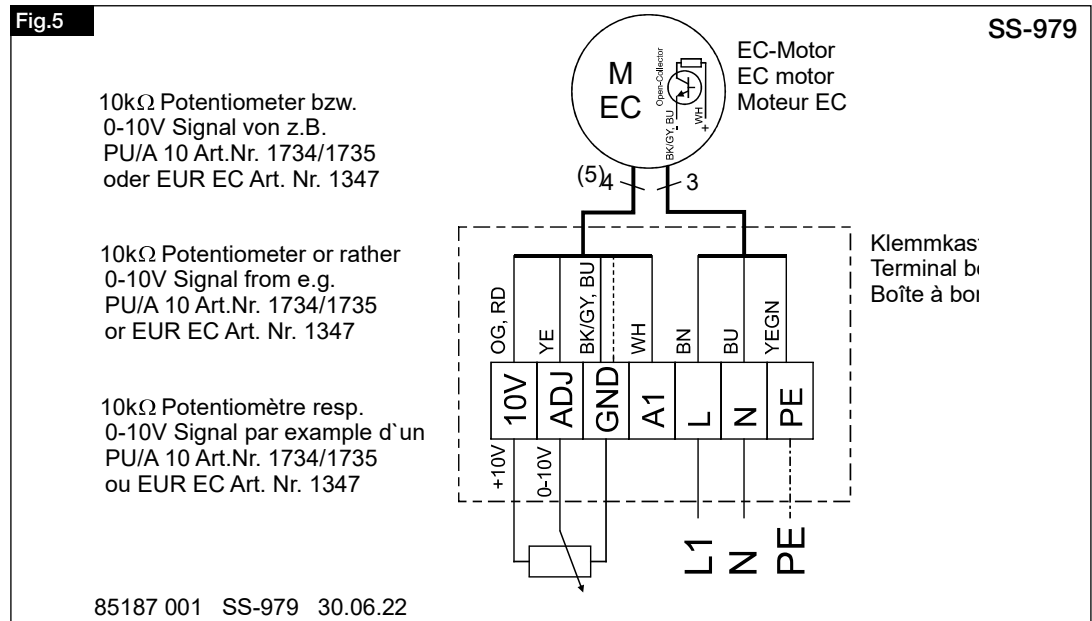 Fig.5
SS-979
EC-Motor
EC motor
Moteur EC
M
EC
Open-Collector
BK/GY, BU
-
WH
+
10kΩ Potentiometer bzw.
0-10V Signal von z.B.
PU/A 10 Art.Nr. 1734/1735
oder EUR EC Art. Nr. 1347
(5)
4
3
10kΩ Potentiometer or rather
0-10V Signal from e.g.
PU/A 10 Art.Nr. 1734/1735
or EUR EC Art. Nr. 1347
Terminal
Boîte à
OG, RD
YE
BK/GY, BU
WH
BN
BU
YEGN
10V
ADJ
GND
A1
L
N
PE
+10V
0-10V
10kΩ Potentiomètre resp.
0-10V Signal par example d`un
PU/A 10 Art.Nr. 1734/1735
ou EUR EC Art. Nr. 1347
L1
N
PE
85187 001 SS-979 30.06.22